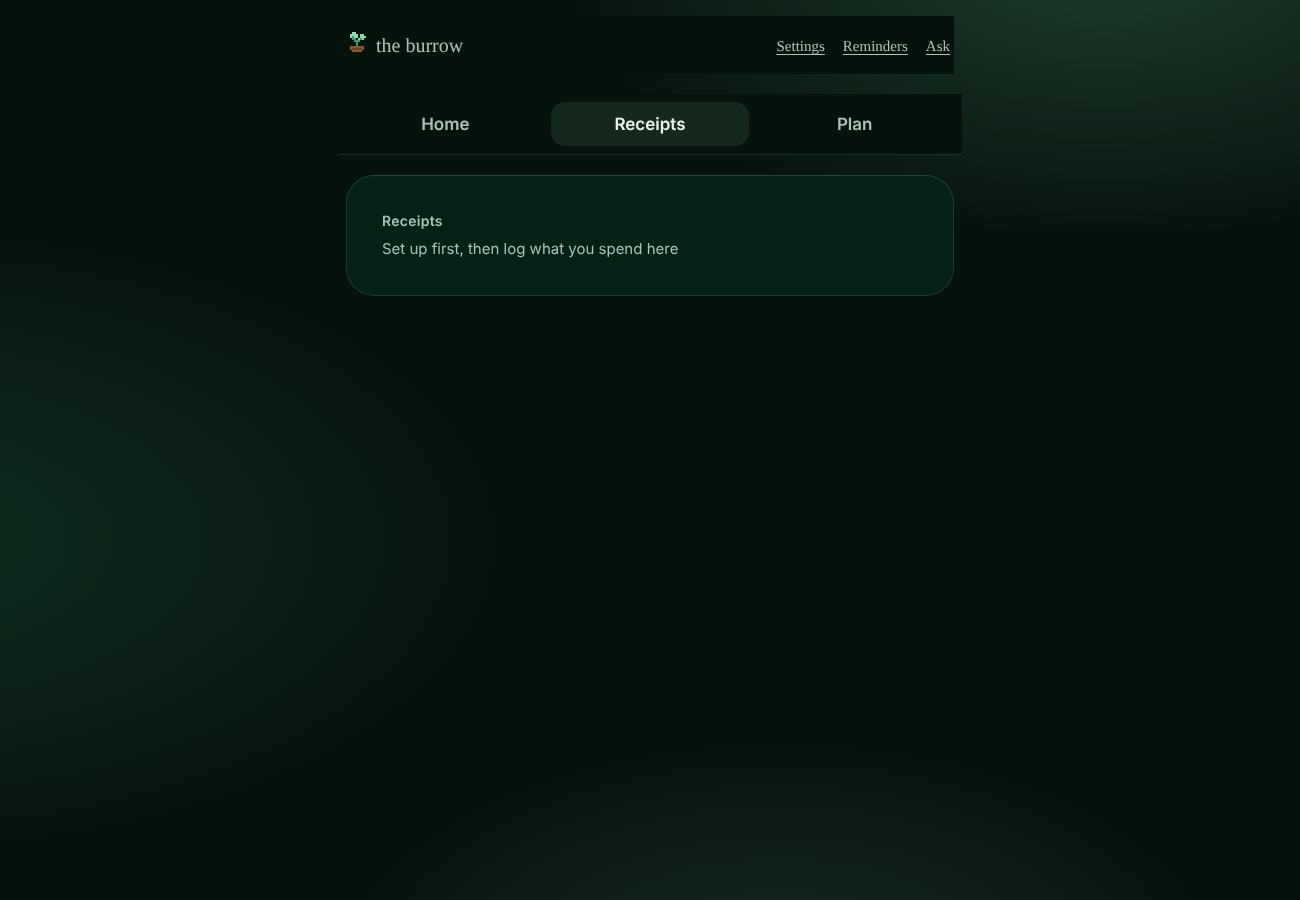 the burrow
Settings Reminders Ask
Home Receipts Plan
Receipts
Set up first, then log what you spend here